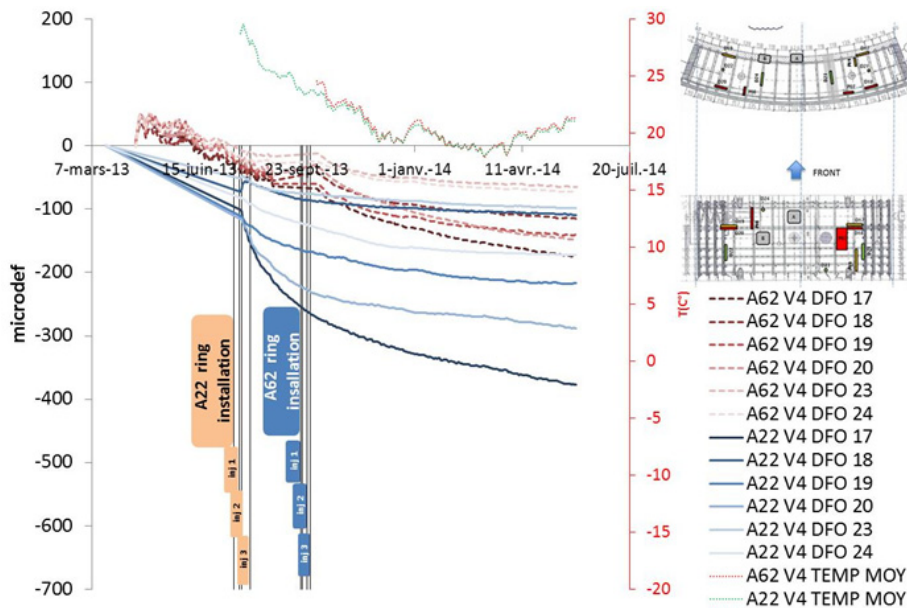 200
100
0
-100
-200
-300
-400
-500
-600
-700
microdef
7-mars-13
15-juin-13
23-sept.-13
1-janv.-14
11-avr.-14
20-juil.-14
30
25
20
15
10
5
0
-5
-10
-15
-20
T(C°)
A22 ring
installation
inj 1
inj 2
inj 3
A62 ring
insallation
inj 1
inj 2
inj 3
FRONT
A62 V4 DFO 17
A62 V4 DFO 18
A62 V4 DFO 19
A62 V4 DFO 20
A62 V4 DFO 23
A62 V4 DFO 24
A22 V4 DFO 17
A22 V4 DFO 18
A22 V4 DFO 19
A22 V4 DFO 20
A22 V4 DFO 23
A22 V4 DFO 24
A62 V4 TEMP MOY
A22 V4 TEMP MOY